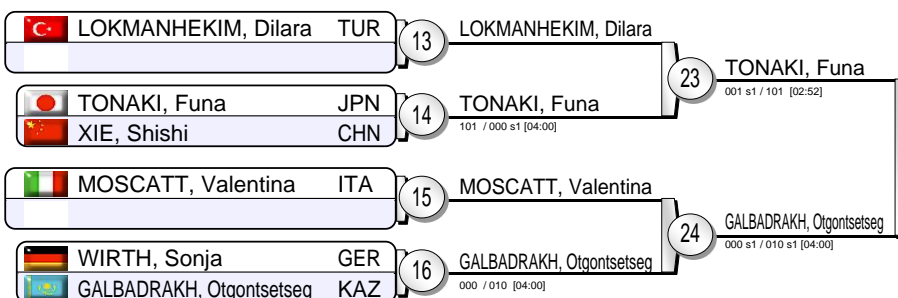 LOKMANHEKIM, Dilara TUR
13
LOKMANHEKIM, Dilara
23
TONAKI, Funa
001 s1 / 101 [02:52]
TONAKI, Funa JPN
XIE, Shishi CHN
14
TONAKI, Funa
101 / 000 s1 [04:00]
MOSCATT, Valentina ITA
15
MOSCATT, Valentina
24
GALBADRAKH, Otgontsetseg
000 s1 / 010 s1 [04:00]
WIRTH, Sonja GER
GALBADRAKH, Otgontsetseg KAZ
16
GALBADRAKH, Otgontsetseg
000 / 010 [04:00]